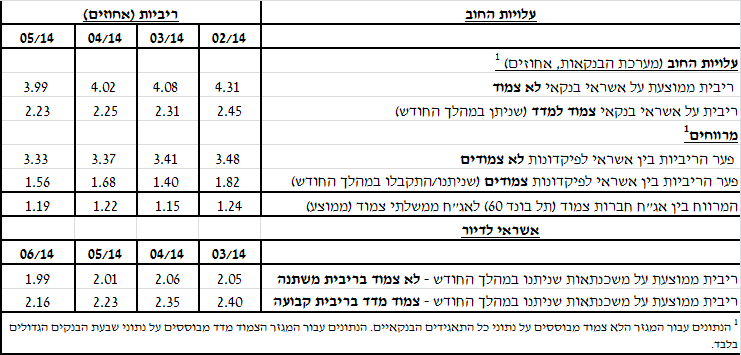 עלויות החוב ריביות (אחוזים)
02/14 03/14 04/14 05/14
עלויות החוב (מערכת הבנקאות, אחוזים) 1
ריבית ממוצעת על אשראי בנקאי לא צמוד 4.31 4.08 4.02 3.99
ריבית על אשראי בנקאי צמוד למדד (שניתן במהלך החודש) 2.45 2.31 2.25 2.23
מרווחים1
פער הריביות בין אשראי לפיקדונות לא צמודים 3.48 3.41 3.37 3.33
פער הריביות בין אשראי לפיקדונות צמודים (שניתנו/התקבלו במהלך החודש) 1.82 1.40 1.68 1.56
המרווח בין אג״ח חברות צמוד (תל בונד 60) לאג״ח ממשלתי צמוד (ממוצע) 1.24 1.15 1.22 1.19
אשראי לדיור
03/14 04/14 05/14 06/14
ריבית ממוצעת על משכנתאות שניתנו במהלך החודש - לא צמוד בריבית משתנה 2.05 2.06 2.01 1.99
ריבית ממוצעת על משכנתאות שניתנו במהלך החודש - צמוד מדד בריבית קבועה 2.40 2.35 2.23 2.16
1 הנתונים עבור המגזר הלא צמוד מבוססים על נתוני כל התאגידים הבנקאיים. הנתונים עבור המגזר הצמוד מדד מבוססים על נתוני שבעת הבנקים הגדולים
בלבד.